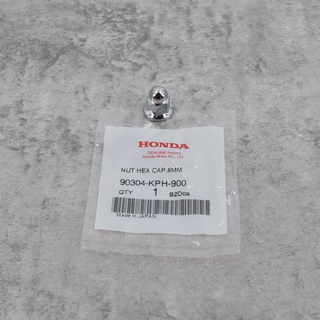 HONDA
GENUINE PARTS
Honda Motor Co., Ltd.
NUT HEX CAP,8MM
90304-KPH-900
QTY 1 BZD08
Made in JAPAN